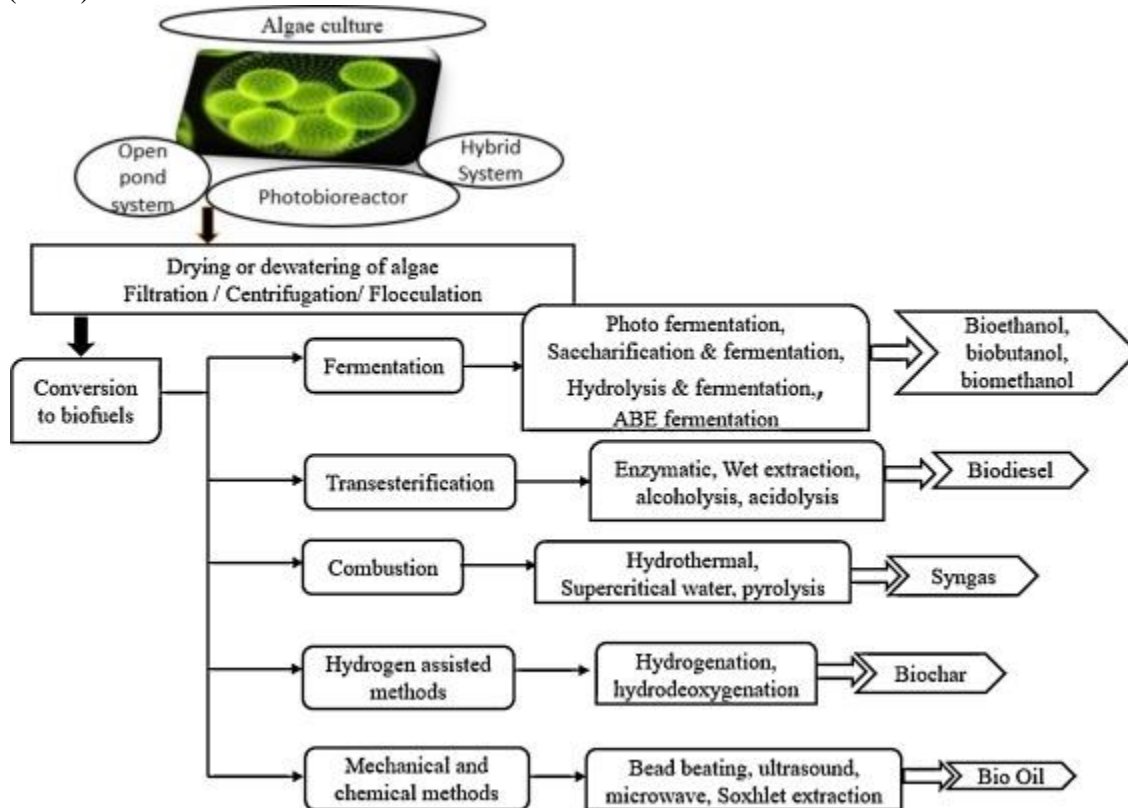 Algae culture
Open
pond
system
Photobioreactor
Hybrid
System
Drying or dewatering of algae
Filtration / Centrifugation/ Flocculation
Conversion
to biofuels
Fermentation
Photo fermentation,
Saccharification & fermentation,
Hydrolysis & fermentation,,
ABE fermentation
Bioethanol,
biobutanol,
biomethanol
Transesterification
Enzymatic, Wet extraction,
alcoholysis, acidolysis
Biodiesel
Combustion
Hydrothermal,
Supercritical water, pyrolysis
Syngas
Hydrogen assisted
methods
Hydrogenation,
hydrodeoxygenation
Biochar
Mechanical and
chemical methods
Bead beating, ultrasound,
microwave, Soxhlet extraction
Bio Oil